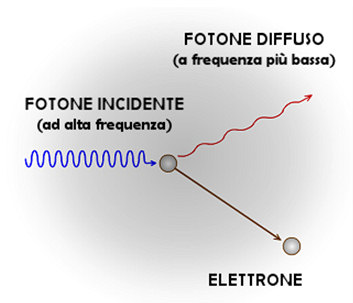 FOTONE DIFFUSO
(a frequenza più bassa)
FOTONE INCIDENTE
(ad alta frequenza)
ELETTRONE